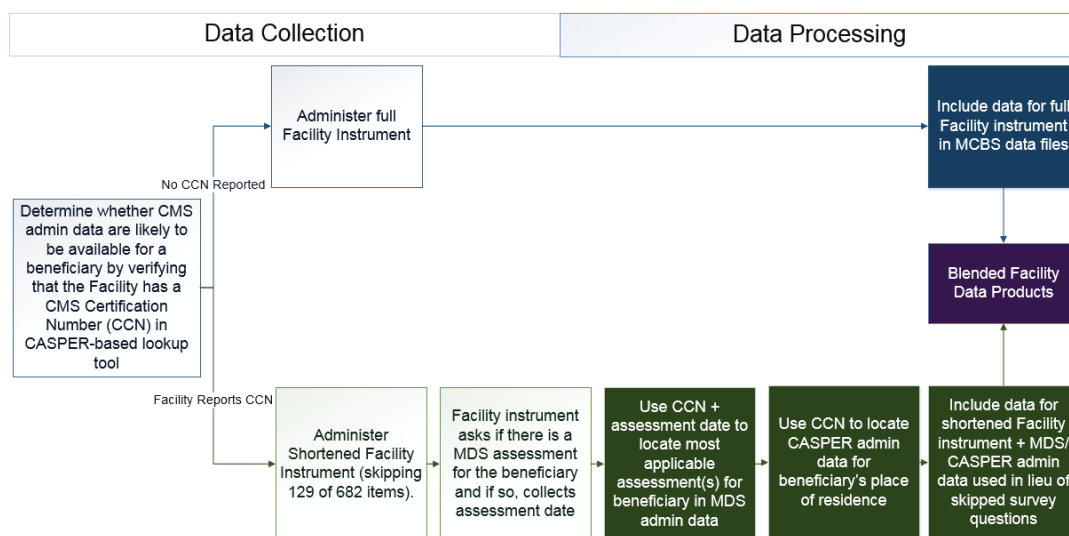 Data Collection
Data Processing
Administer full
Facility Instrument
Include data for full
Facility instrument
in MCBS data files
No CCN Reported
Determine whether CMS
admin data are likely to
be available for a
beneficiary by verifying
that the Facility has a
CMS Certification
Number (CCN) in
CASPER-based lookup
tool
Blended Facility
Data Products
Facility Reports CCN
Administer
Shortened Facility
Instrument (skipping
129 of 682 items).
Facility instrument
asks if there is a
MDS assessment
for the beneficiary
and if so, collects
assessment date
Use CCN +
assessment date to
locate most
applicable
assessment(s) for
beneficiary in MDS
admin data
Use CCN to locate
CASPER admin
data for
beneficiary's place
of residence
Include data for
shortened Facility
instrument + MDS/
CASPER admin
data used in lieu of
skipped survey
questions